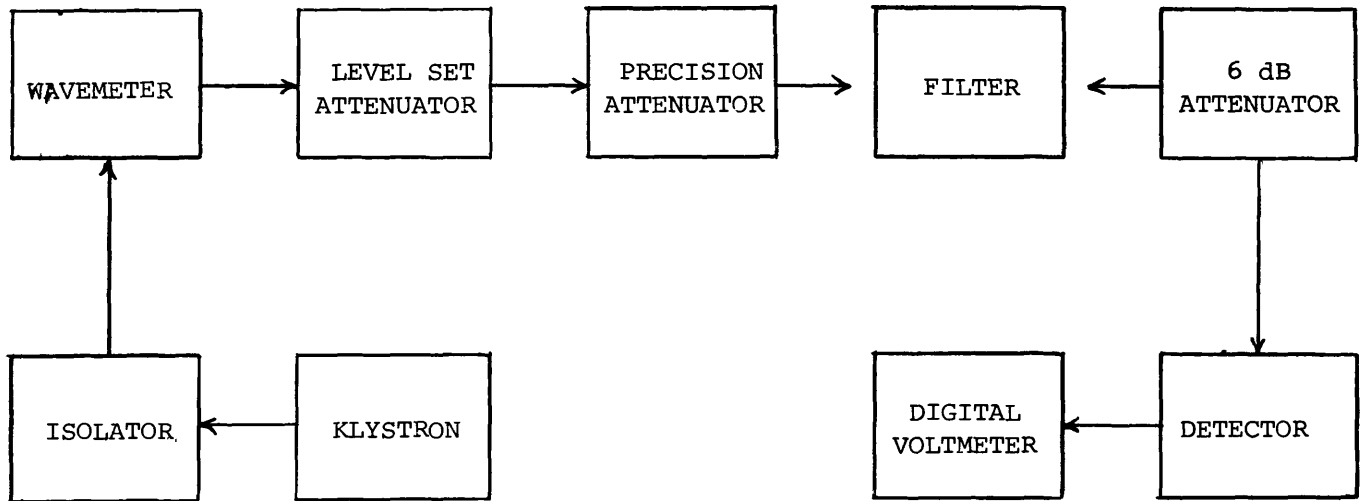 WAVEMETER
LEVEL SET
ATTENUATOR
PRECISION
ATTENUATOR
FILTER
6 dB
ATTENUATOR
ISOLATOR
KLYSTRON
DIGITAL
VOLTMETER
DETECTOR